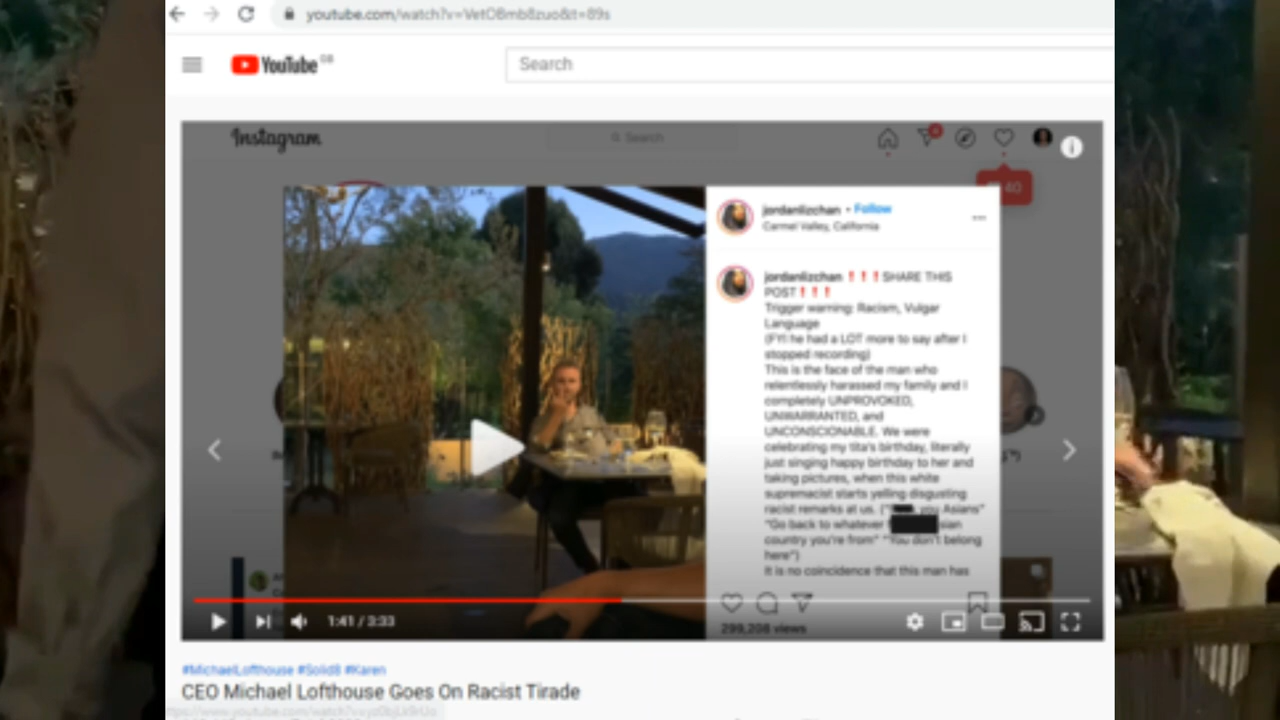 youtube.com/watch?v=VetOBmb8zuo&t=89s
YouTube GB
Search
Instagram
Search
40
jordanlizchan • Follow
Carmel Valley, California
jordanlizchan ❗❗❗SHARE THIS
POST❗❗❗
Trigger warning: Racism, Vulgar
Language
(FYI he had a LOT more to say after I
stopped recording)
This is the face of the man who
relentlessly harassed my family and I
completely UNPROVOKED,
UNWARRANTED, and
UNCONSCIONABLE. We were
celebrating my tita's birthday, literally
just singing happy birthday to her and
taking pictures, when this white
supremacist starts yelling disgusting
racist remarks at us. ("F you Asians"
"Go back to whatever sian
country you're from" "You don't belong
here")
It is no coincidence that this man has
299,208 views
1:41 / 3:33
#MichaelLofthouse #Solid8 #Karen
CEO Michael Lofthouse Goes On Racist Tirade